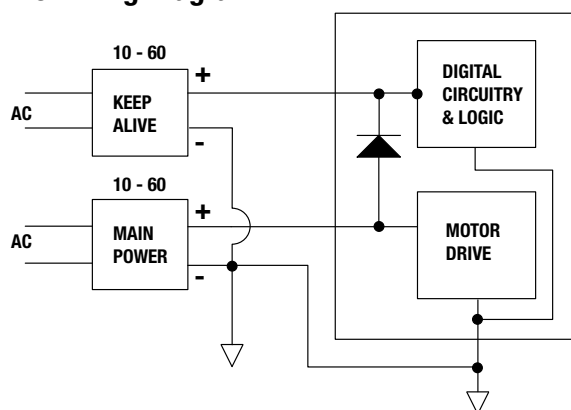 10 - 60
KEEP
ALIVE
AC
+
-
10 - 60
MAIN
POWER
AC
+
-
DIGITAL
CIRCUITRY
& LOGIC
MOTOR
DRIVE